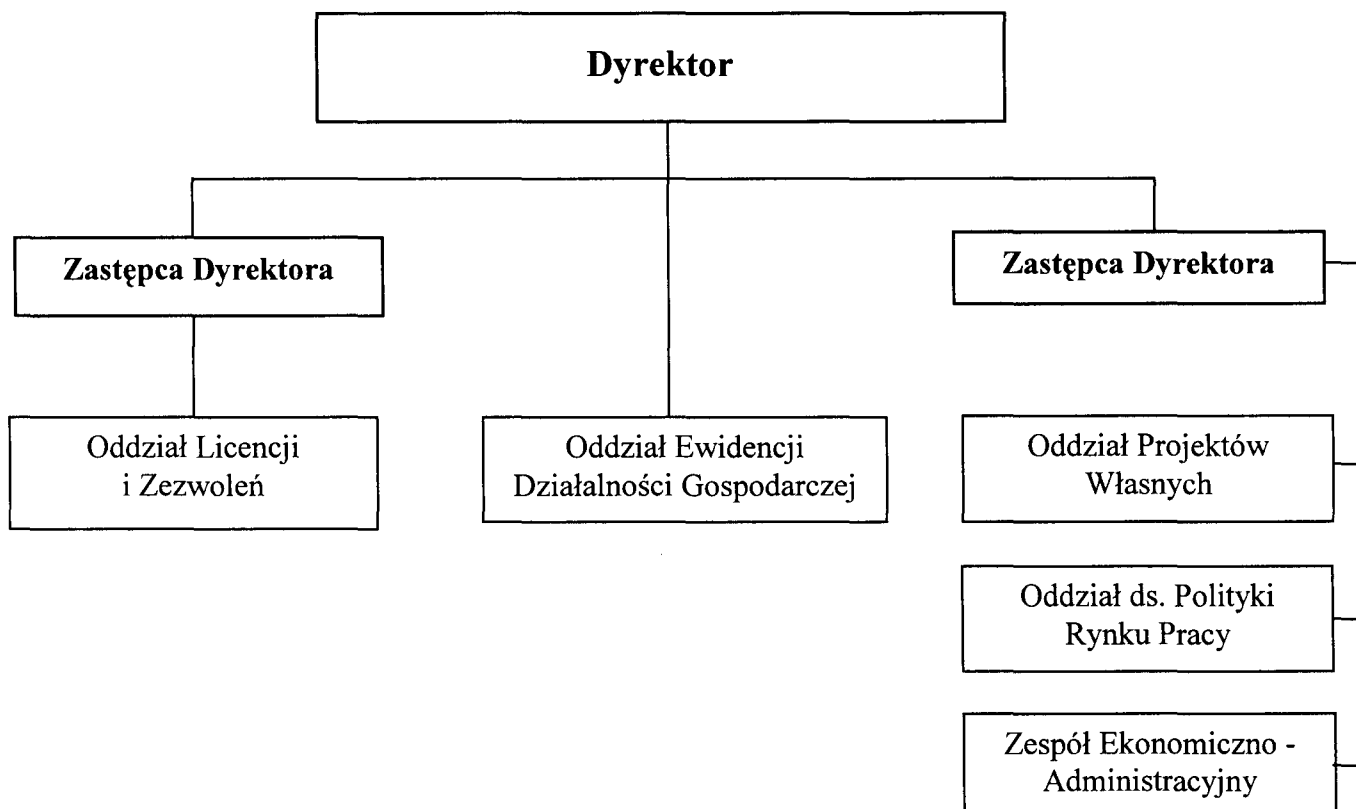 Dyrektor
Zastępca Dyrektora
Zastępca Dyrektora
Oddział Licencji
i Zezwoleń
Oddział Ewidencji
Działalności Gospodarczej
Oddział Projektów
Własnych
Oddział ds. Polityki
Rynku Pracy
Zespół Ekonomiczno -
Administracyjny